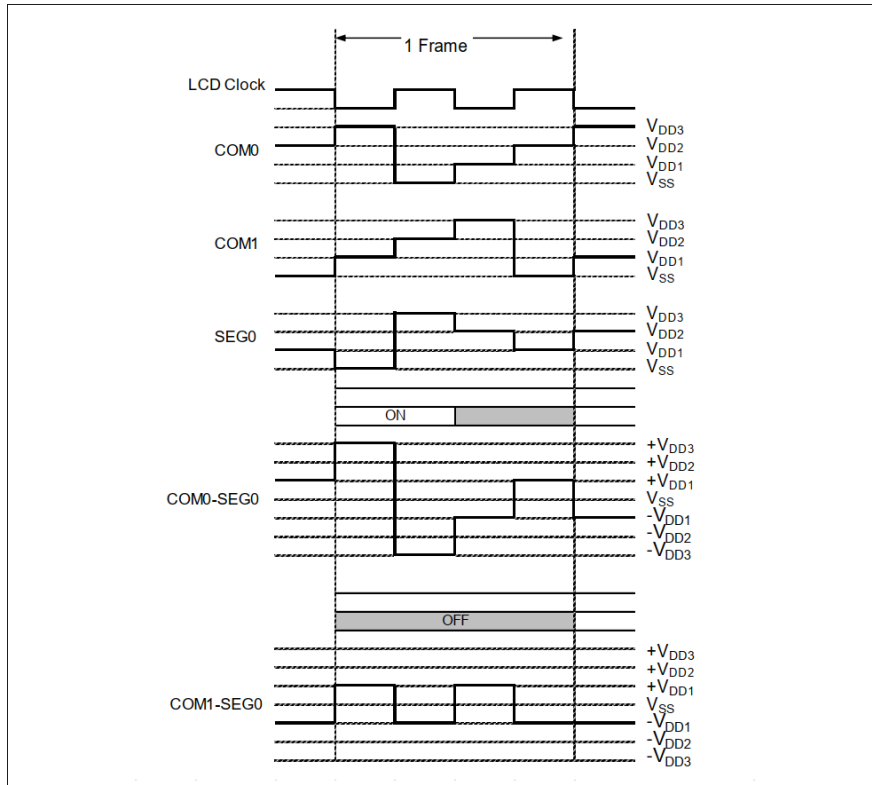 1 Frame
LCD Clock
VDD3
COM0
VDD2
VDD1
VSS
VDD3
COM1
VDD2
VDD1
VSS
VDD3
SEG0
VDD2
VDD1
VSS
ON
+VDD3
+VDD2
+VDD1
COM0-SEG0
VSS
-VDD1
-VDD2
-VDD3
OFF
+VDD3
+VDD2
+VDD1
COM1-SEG0
VSS
-VDD1
-VDD2
-VDD3